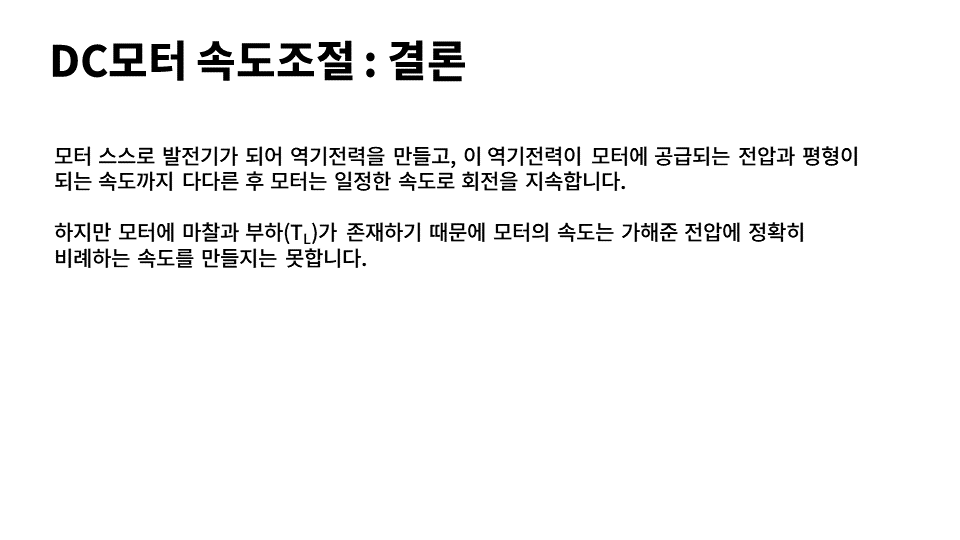 DC모터 속도조절 : 결론
모터 스스로 발전기가 되어 역기전력을 만들고, 이 역기전력이 모터에 공급되는 전압과 평형이
되는 속도까지 다다른 후 모터는 일정한 속도로 회전을 지속합니다.
하지만 모터에 마찰과 부하(TL)가 존재하기 때문에 모터의 속도는 가해준 전압에 정확히
비례하는 속도를 만들지는 못합니다.